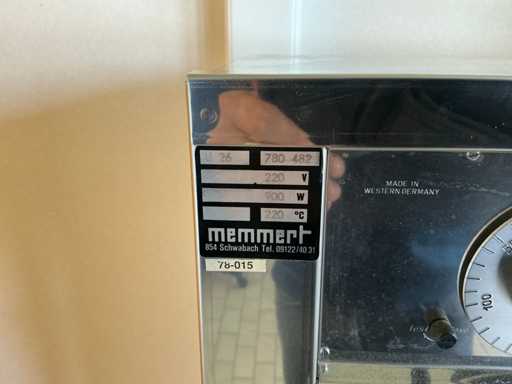 U 26 780 482
220 V
900 W
220 °C
memmert
854 Schwabach Tel. 09122/40 31
78-015
MADE IN
WESTERN GERMANY
100